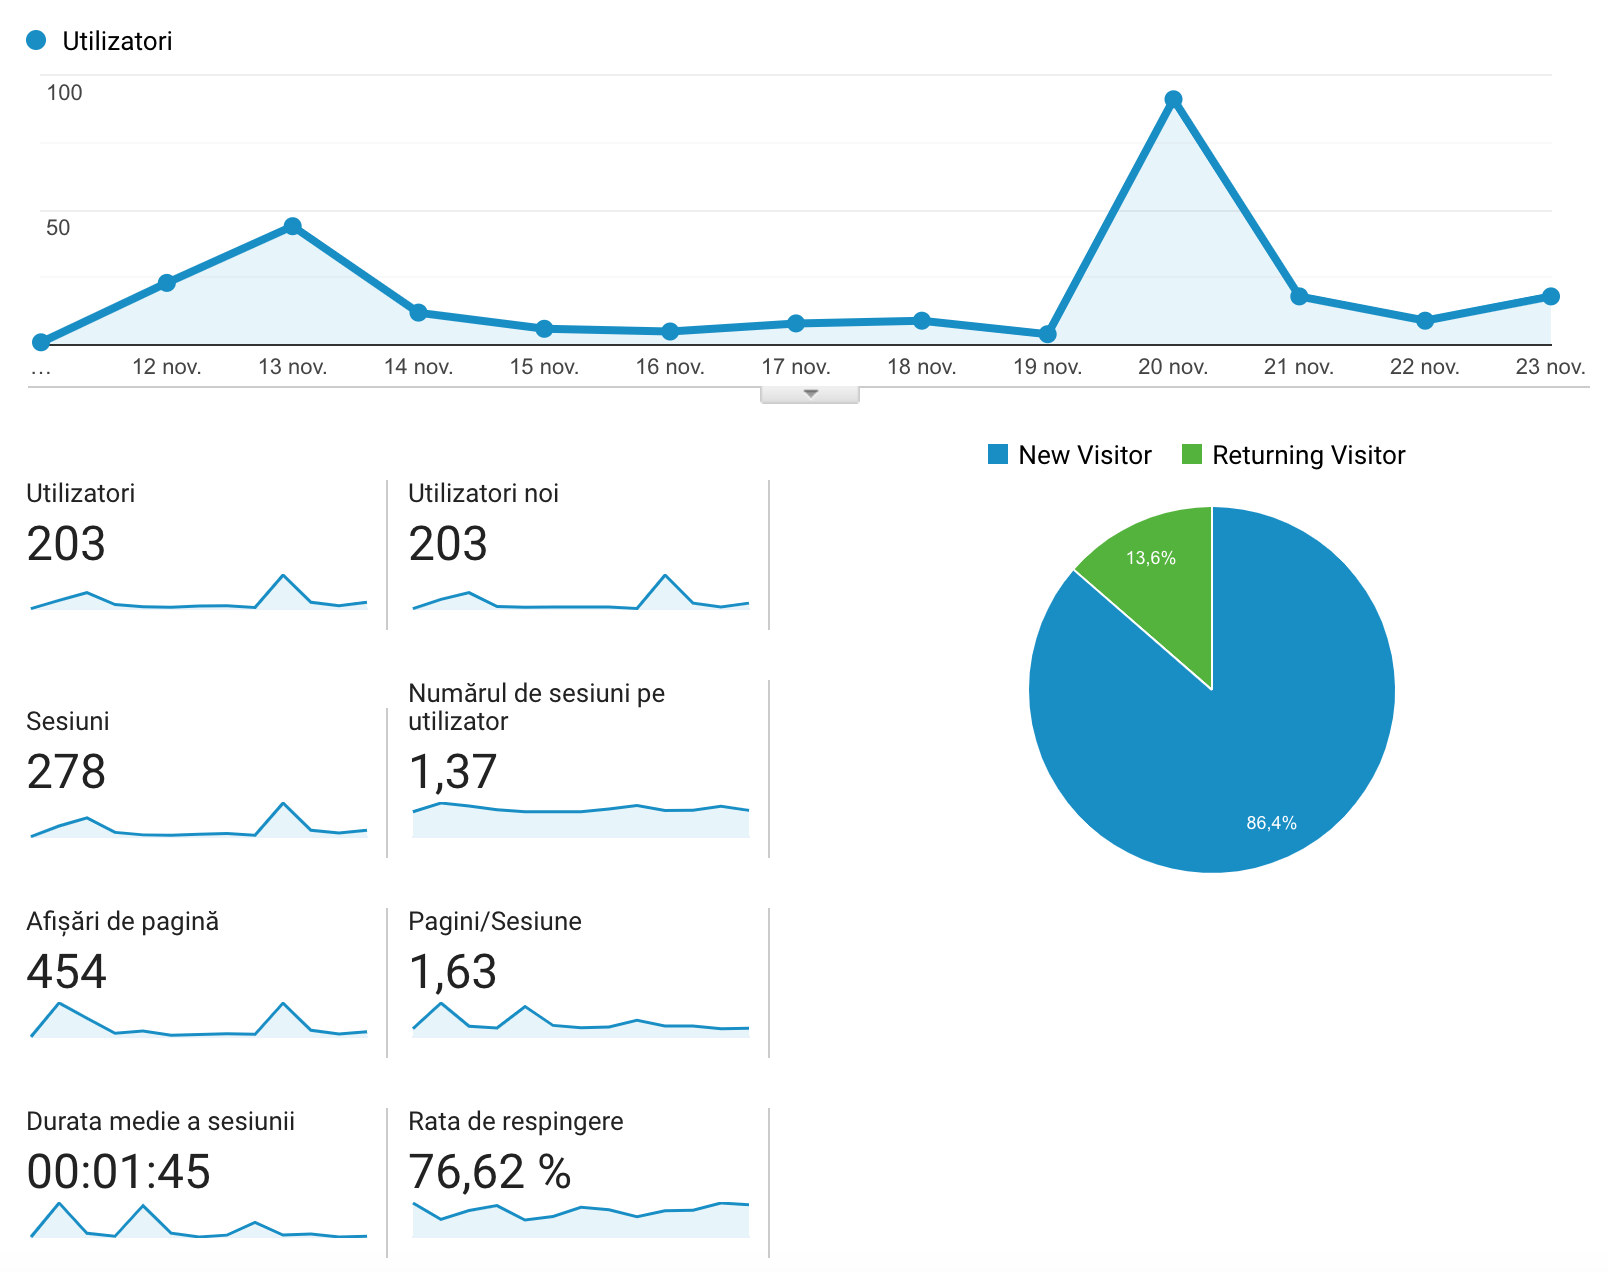 Utilizatori
100
50
... 12 nov. 13 nov. 14 nov. 15 nov. 16 nov. 17 nov. 18 nov. 19 nov. 20 nov. 21 nov. 22 nov. 23 nov.
New Visitor Returning Visitor
13,6%
86,4%
Utilizatori
203
Utilizatori noi
203
Sesiuni
278
Numărul de sesiuni pe
utilizator
1,37
Afișări de pagină
454
Pagini/Sesiune
1,63
Durata medie a sesiunii
00:01:45
Rata de respingere
76,62 %